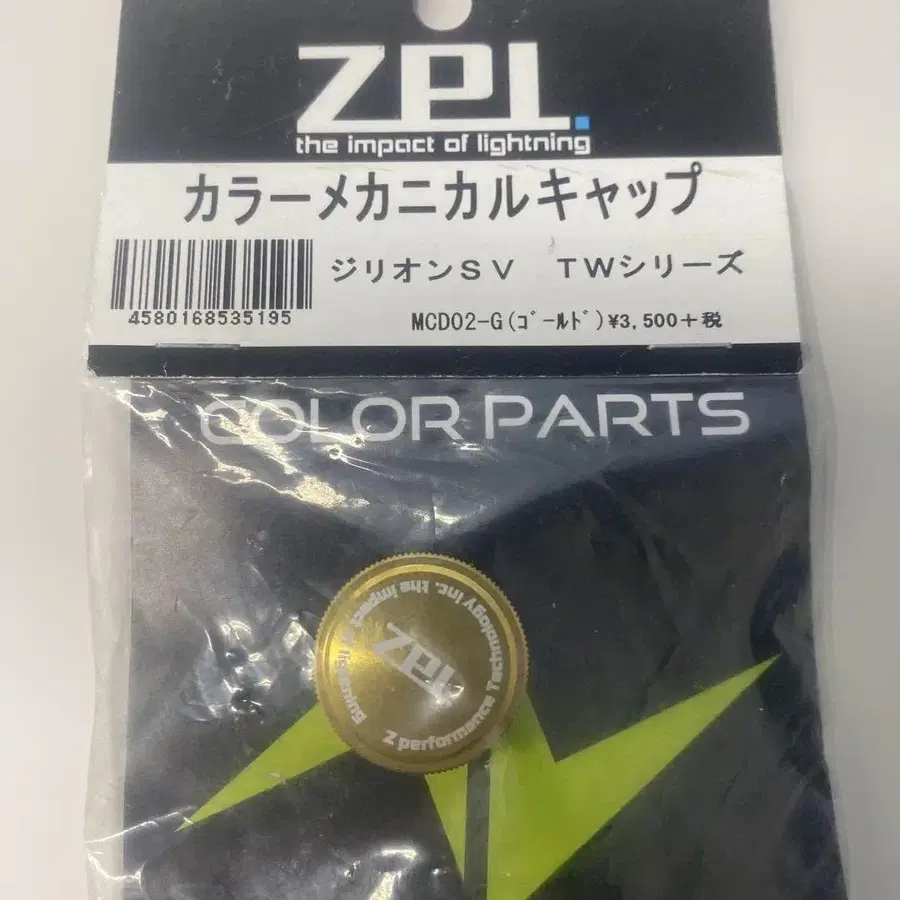 ZPI.
the impact of lightning
カラーメカニカルキャップ
ジリオンSV　TWシリーズ
4580168535195
MCD02-G(ｺﾞｰﾙﾄﾞ)¥3,500+税
COLOR PARTS
ZPI
the impact of lightning
Z performance Technology inc.